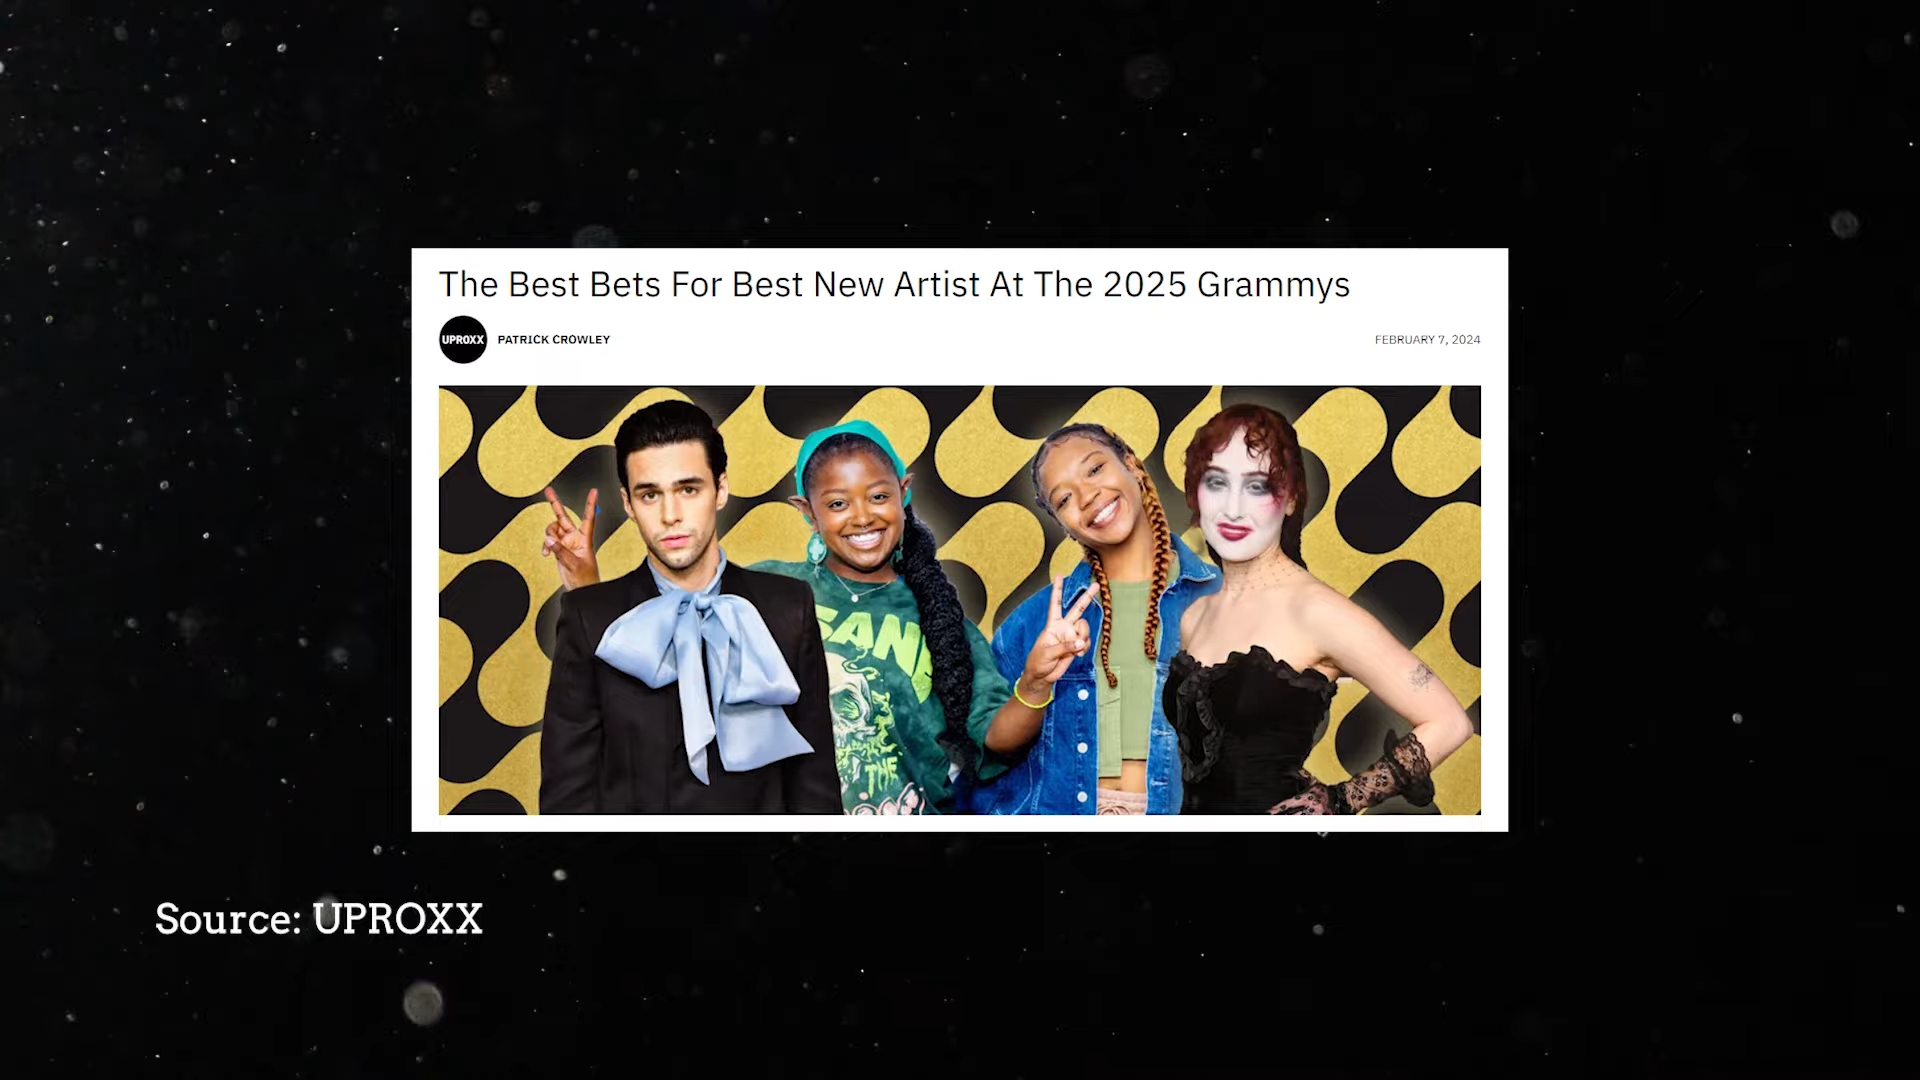 The Best Bets For Best New Artist At The 2025 Grammys
UPROXX
PATRICK CROWLEY
FEBRUARY 7, 2024
THE
Source: UPROXX